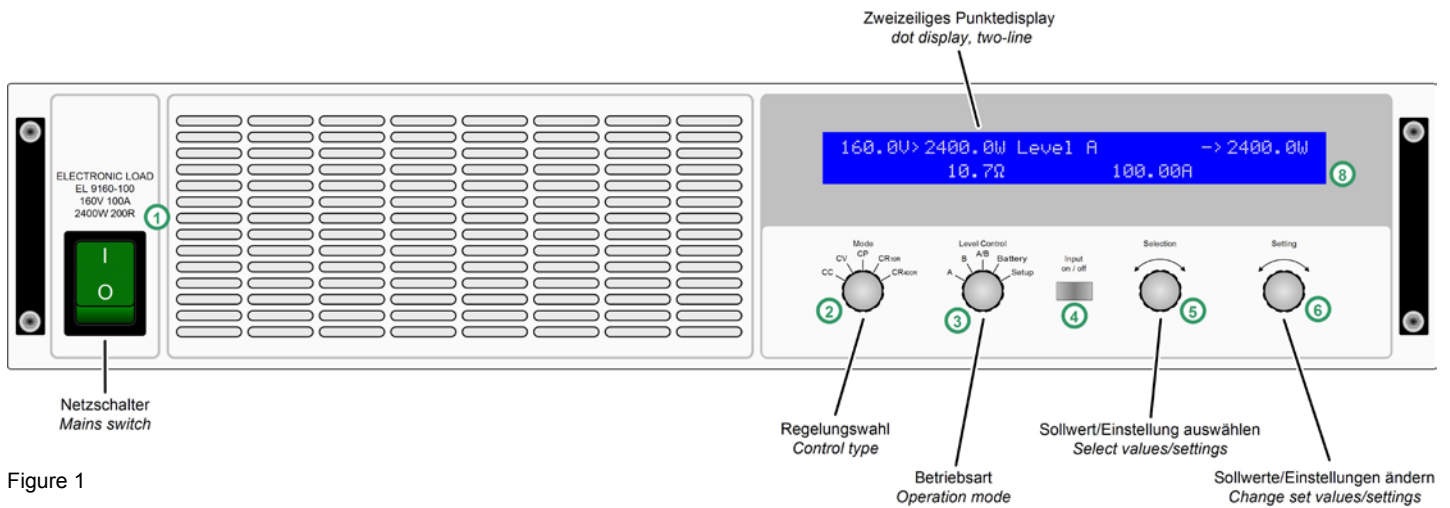 Zweizeiliges Punktedisplay
dot display, two-line
ELECTRONIC LOAD
EL 9160-100
160V 100A
2400W 200R
1
I
O
160.0V> 2400.0W Level A -> 2400.0W
10.7Ω 100.00A
8
Mode
CC CV CP CR10R CR400R
2
Level Control
A B A/B Battery Setup
3
Input
on / off
4
Selection
5
Setting
6
Netzschalter
Mains switch
Regelungswahl
Control type
Betriebsart
Operation mode
Sollwert/Einstellung auswählen
Select values/settings
Sollwerte/Einstellungen ändern
Change set values/settings
Figure 1